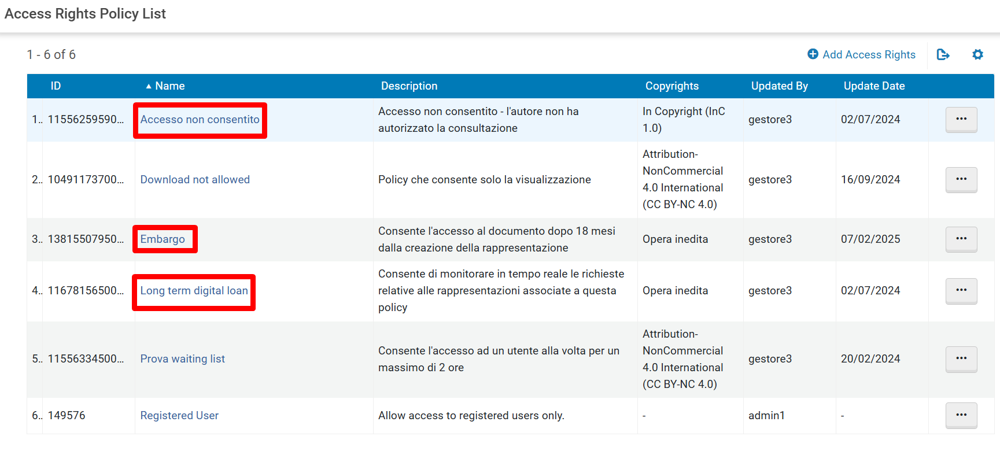 Access Rights Policy List
1 - 6 of 6
Add Access Rights
ID
▲ Name
Description
Copyrights
Updated By
Update Date
1.. 11556259590... Accesso non consentito
Accesso non consentito - l'autore non ha
autorizzato la consultazione
In Copyright (InC
1.0)
gestore3
02/07/2024
2.. 10491173700... Download not allowed
Policy che consente solo la visualizzazione
Attribution-
NonCommercial
4.0 International
(CC BY-NC 4.0)
gestore3
16/09/2024
3.. 13815507950... Embargo
Consente l'accesso al documento dopo 18 mesi
dalla creazione della rappresentazione
Opera inedita
gestore3
07/02/2025
4.. 11678156500... Long term digital loan
Consente di monitorare in tempo reale le richieste
relative alle rappresentazioni associate a questa
policy
Opera inedita
gestore3
02/07/2024
5.. 11556334500... Prova waiting list
Consente l'accesso ad un utente alla volta per un
massimo di 2 ore
Attribution-
NonCommercial
4.0 International
(CC BY-NC 4.0)
gestore3
20/02/2024
6.. 149576 Registered User
Allow access to registered users only.
-
admin1
-